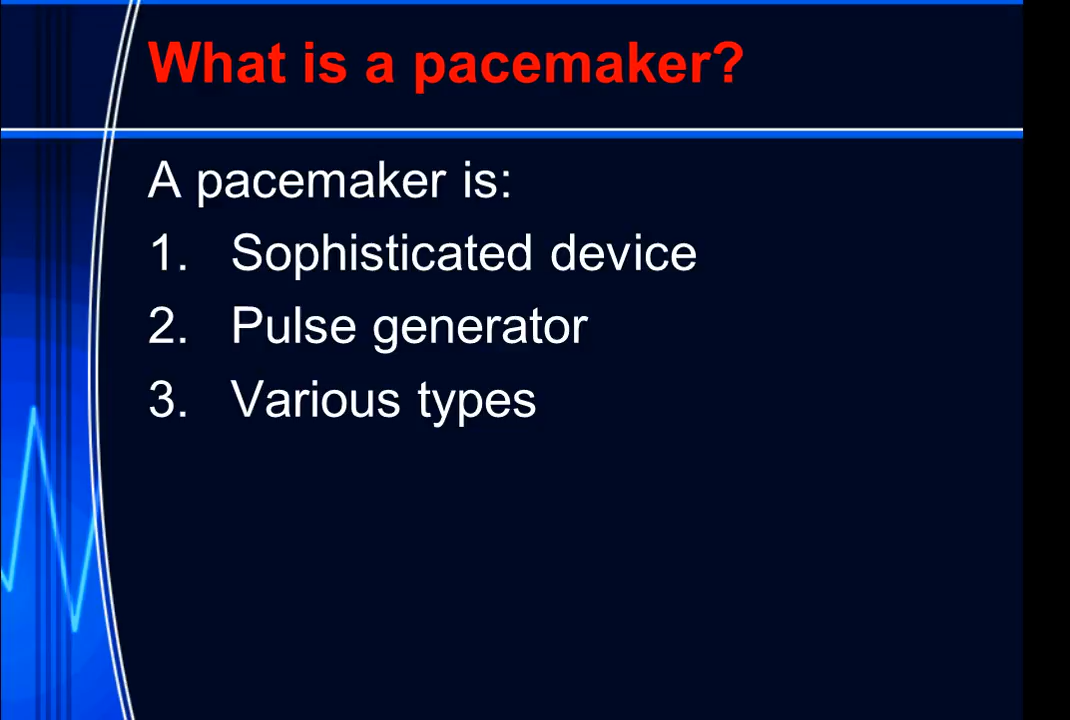 What is a pacemaker?
A pacemaker is:
1. Sophisticated device
2. Pulse generator
3. Various types